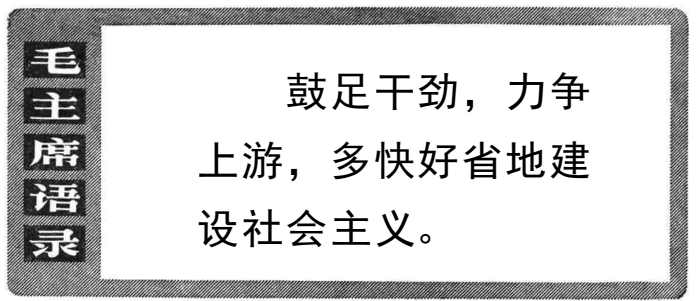 毛主席语录
鼓足干劲，力争
上游，多快好省地建
设社会主义。